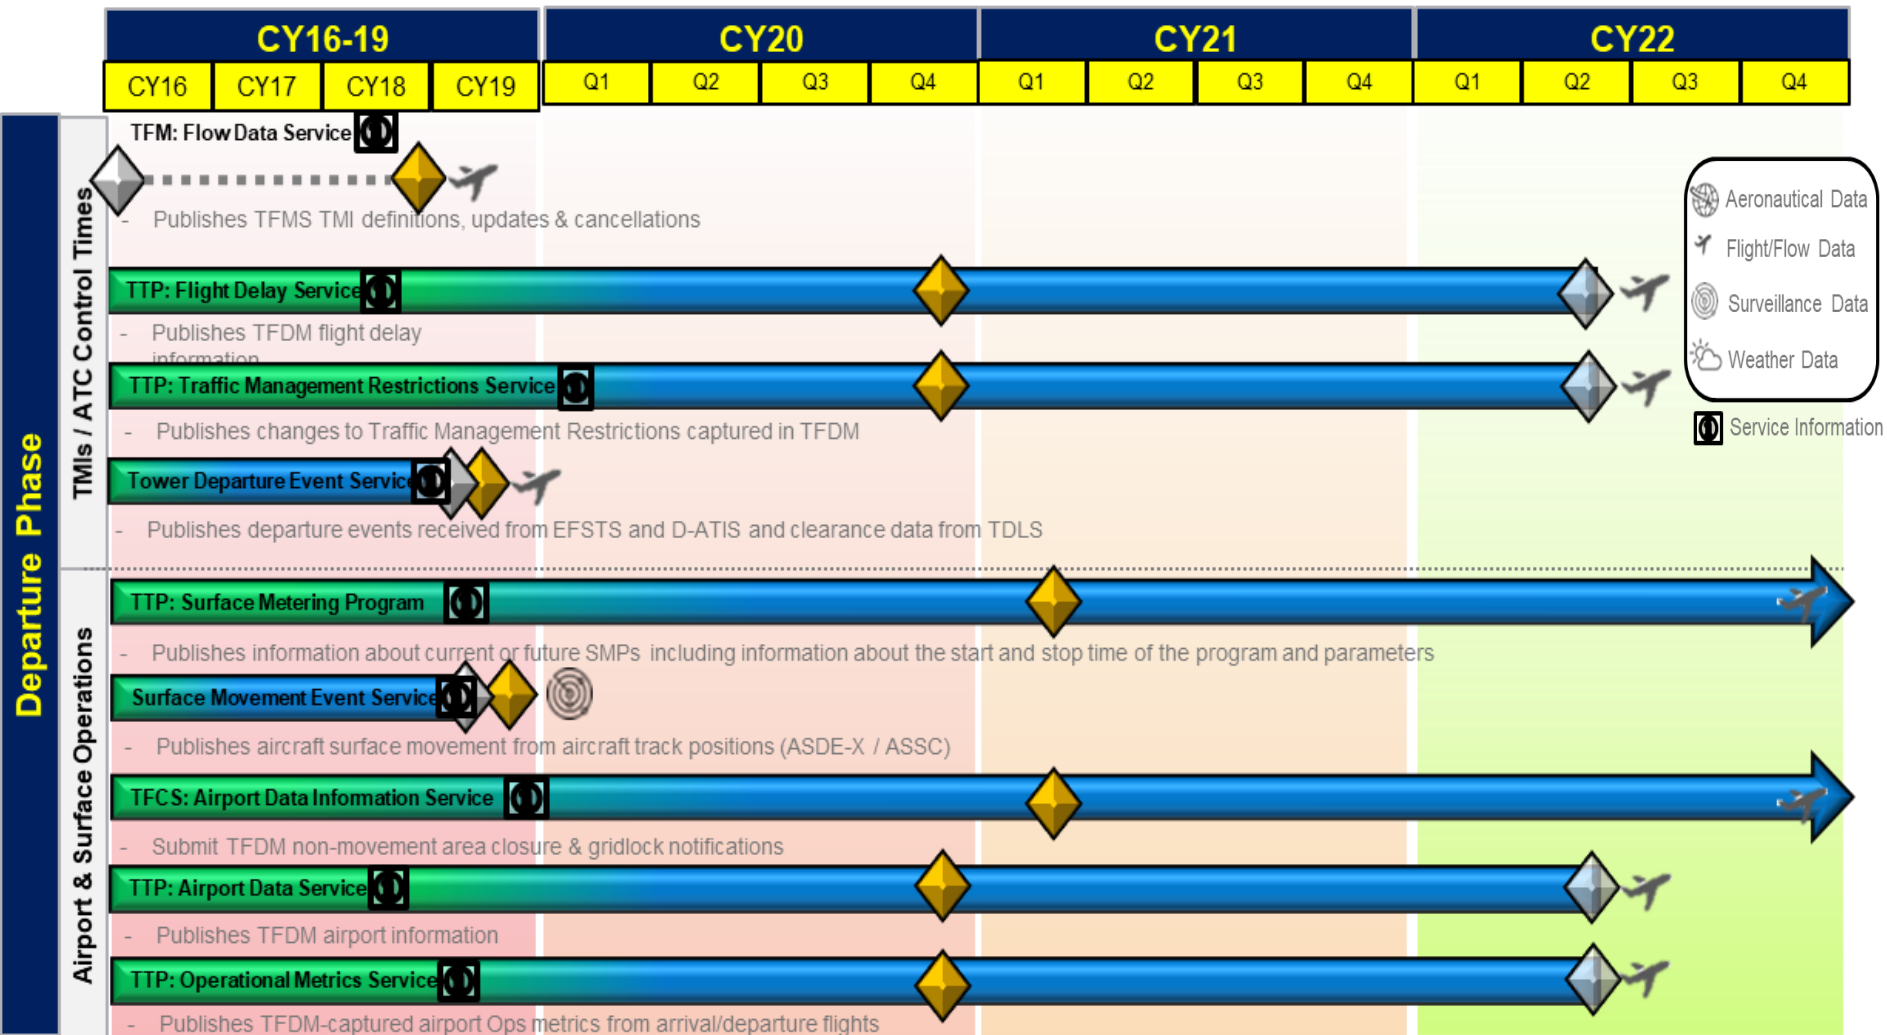 CY16-19 CY20 CY21 CY22
CY16 CY17 CY18 CY19 Q1 Q2 Q3 Q4 Q1 Q2 Q3 Q4 Q1 Q2 Q3 Q4
Departure Phase
TMIs / ATC Control Times
TFM: Flow Data Service
- Publishes TFMS TMI definitions, updates & cancellations
TTP: Flight Delay Service
- Publishes TFDM flight delay
information
TTP: Traffic Management Restrictions Service
- Publishes changes to Traffic Management Restrictions captured in TFDM
Tower Departure Event Service
- Publishes departure events received from EFSTS and D-ATIS and clearance data from TDLS
Airport & Surface Operations
TTP: Surface Metering Program
- Publishes information about current or future SMPs including information about the start and stop time of the program and parameters
Surface Movement Event Service
- Publishes aircraft surface movement from aircraft track positions (ASDE-X / ASSC)
TFCS: Airport Data Information Service
- Submit TFDM non-movement area closure & gridlock notifications
TTP: Airport Data Service
- Publishes TFDM airport information
TTP: Operational Metrics Service
- Publishes TFDM-captured airport Ops metrics from arrival/departure flights
Aeronautical Data
Flight/Flow Data
Surveillance Data
Weather Data
Service Information